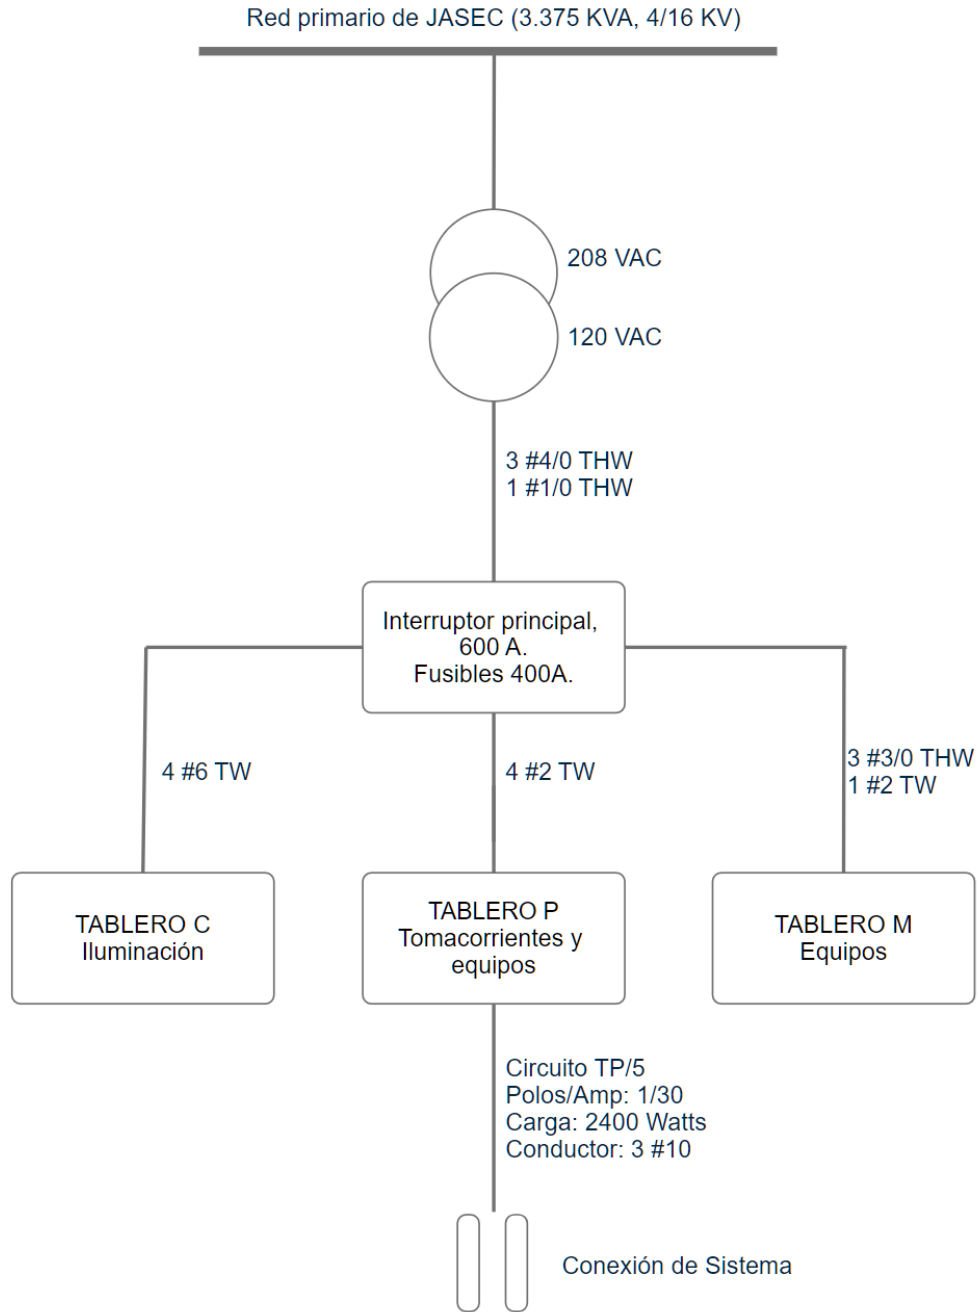 Red primario de JASEC (3.375 KVA, 4/16 KV)
208 VAC
120 VAC
3 #4/0 THW
1 #1/0 THW
Interruptor principal,
600 A.
Fusibles 400A.
4 #6 TW
4 #2 TW
3 #3/0 THW
1 #2 TW
TABLERO C
Iluminación
TABLERO P
Tomacorrientes y
equipos
TABLERO M
Equipos
Circuito TP/5
Polos/Amp: 1/30
Carga: 2400 Watts
Conductor: 3 #10
Conexión de Sistema